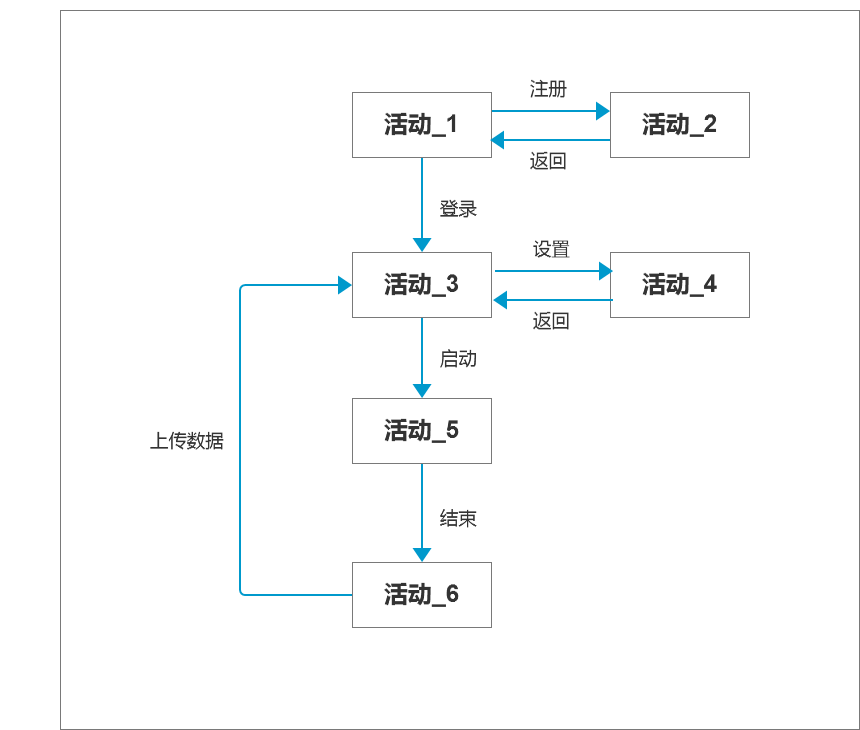 注册
活动_1
活动_2
返回
登录
设置
活动_3
活动_4
返回
启动
活动_5
上传数据
结束
活动_6